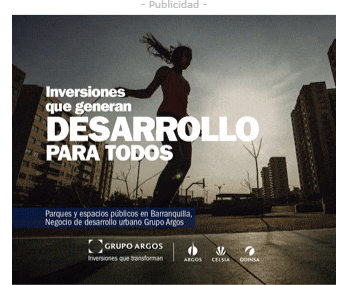 - Publicidad -
Inversiones
que generan
DESARROLLO
PARA TODOS
Parques y espacios públicos en Barranquilla,
Negocio de desarrollo urbano Grupo Argos
GRUPO ARGOS
Inversiones que transforman
ARGOS CELSIA ODINSA